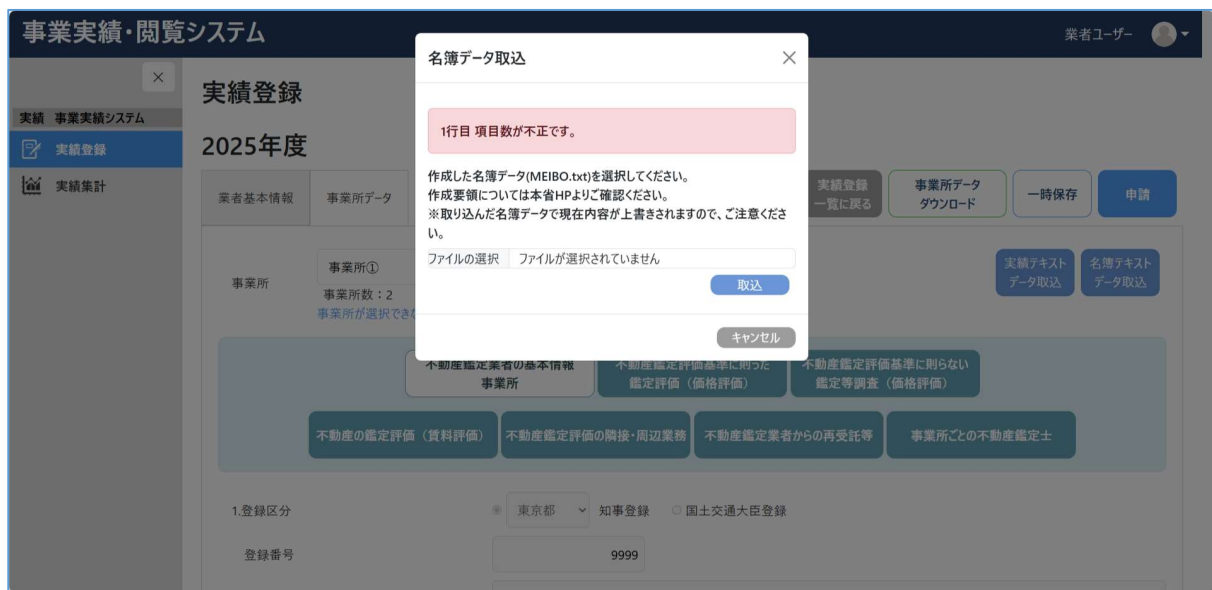 事業実績・閲覧システム
業者ユーザー
実績 事業実績システム
実績登録
実績集計
実績登録
2025年度
業者基本情報
事業所データ
実績登録
一覧に戻る
事業所データ
ダウンロード
一時保存
申請
事業所
事業所①
事業所数：2
事業所が選択でき
実績テキスト
データ取込
名簿テキスト
データ取込
名簿データ取込
1行目 項目数が不正です。
作成した名簿データ(MEIBO.txt)を選択してください。
作成要領については本省HPよりご確認ください。
※取り込んだ名簿データで現在内容が上書きされますので、ご注意くださ
い。
ファイルの選択 ファイルが選択されていません
取込
キャンセル
不動産鑑定業者の基本情報
事業所
不動産鑑定評価基準に則った
鑑定評価（価格評価）
不動産鑑定評価基準に則らない
鑑定等調査（価格評価）
不動産の鑑定評価（賃料評価）
不動産鑑定評価の隣接・周辺業務
不動産鑑定業者からの再受託等
事業所ごとの不動産鑑定士
1.登録区分
東京都
知事登録
国土交通大臣登録
登録番号
9999